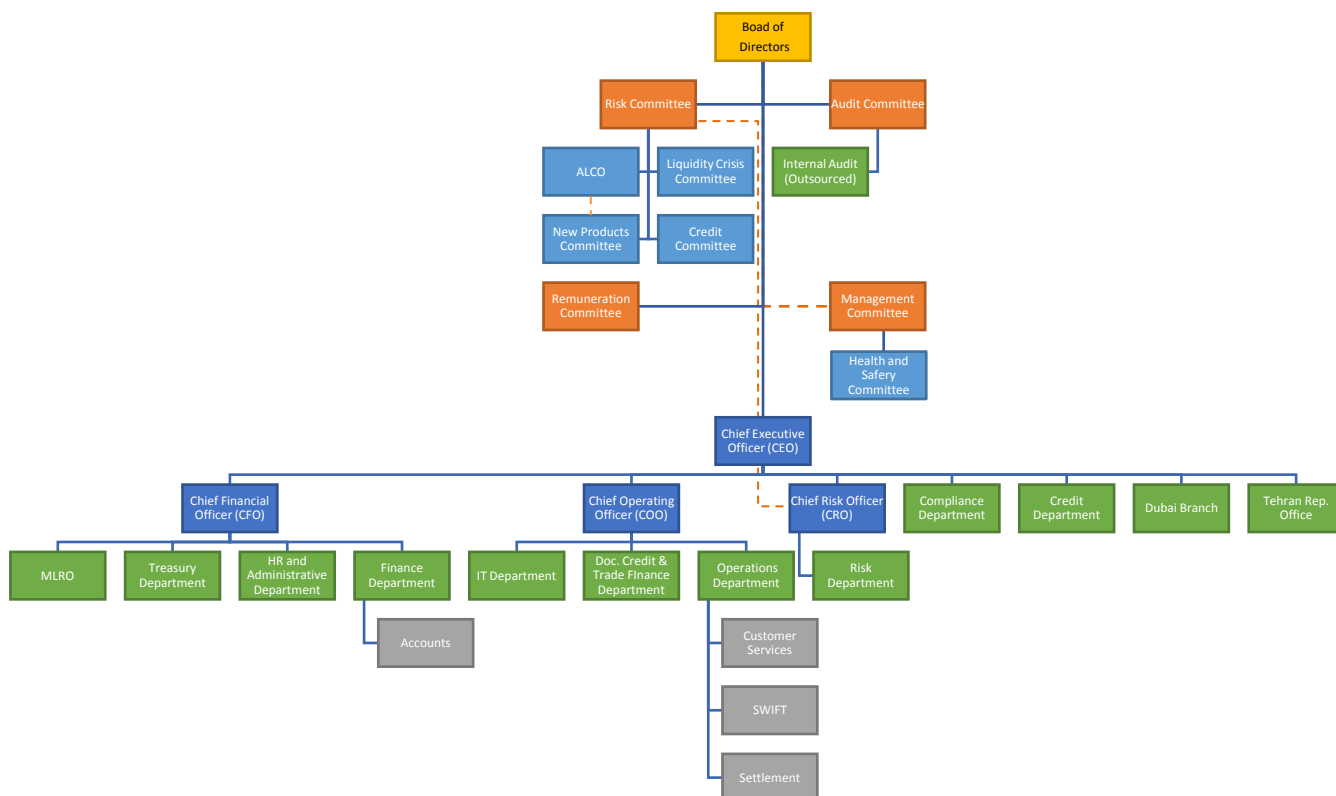 Boad of
Directors
Risk Committee
Audit Committee
ALCO
Liquidity Crisis
Committee
Internal Audit
(Outsourced)
New Products
Committee
Credit
Committee
Remuneration
Committee
Management
Committee
Health and
Safery
Committee
Chief Executive
Officer (CEO)
Chief Financial
Officer (CFO)
Chief Operating
Officer (COO)
Chief Risk Officer
(CRO)
Compliance
Department
Credit
Department
Dubai Branch
Tehran Rep.
Office
MLRO
Treasury
Department
HR and
Administrative
Department
Finance
Department
IT Department
Doc. Credit &
Trade FInance
Department
Operations
Department
Risk
Department
Accounts
Customer
Services
SWIFT
Settlement